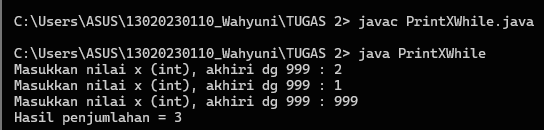 C:\Users\ASUS\13020230110_Wahyuni\TUGAS 2> javac PrintXWhile.java
C:\Users\ASUS\13020230110_Wahyuni\TUGAS 2> java PrintXWhile
Masukkan nilai x (int), akhiri dg 999 : 2
Masukkan nilai x (int), akhiri dg 999 : 1
Masukkan nilai x (int), akhiri dg 999 : 999
Hasil penjumlahan = 3